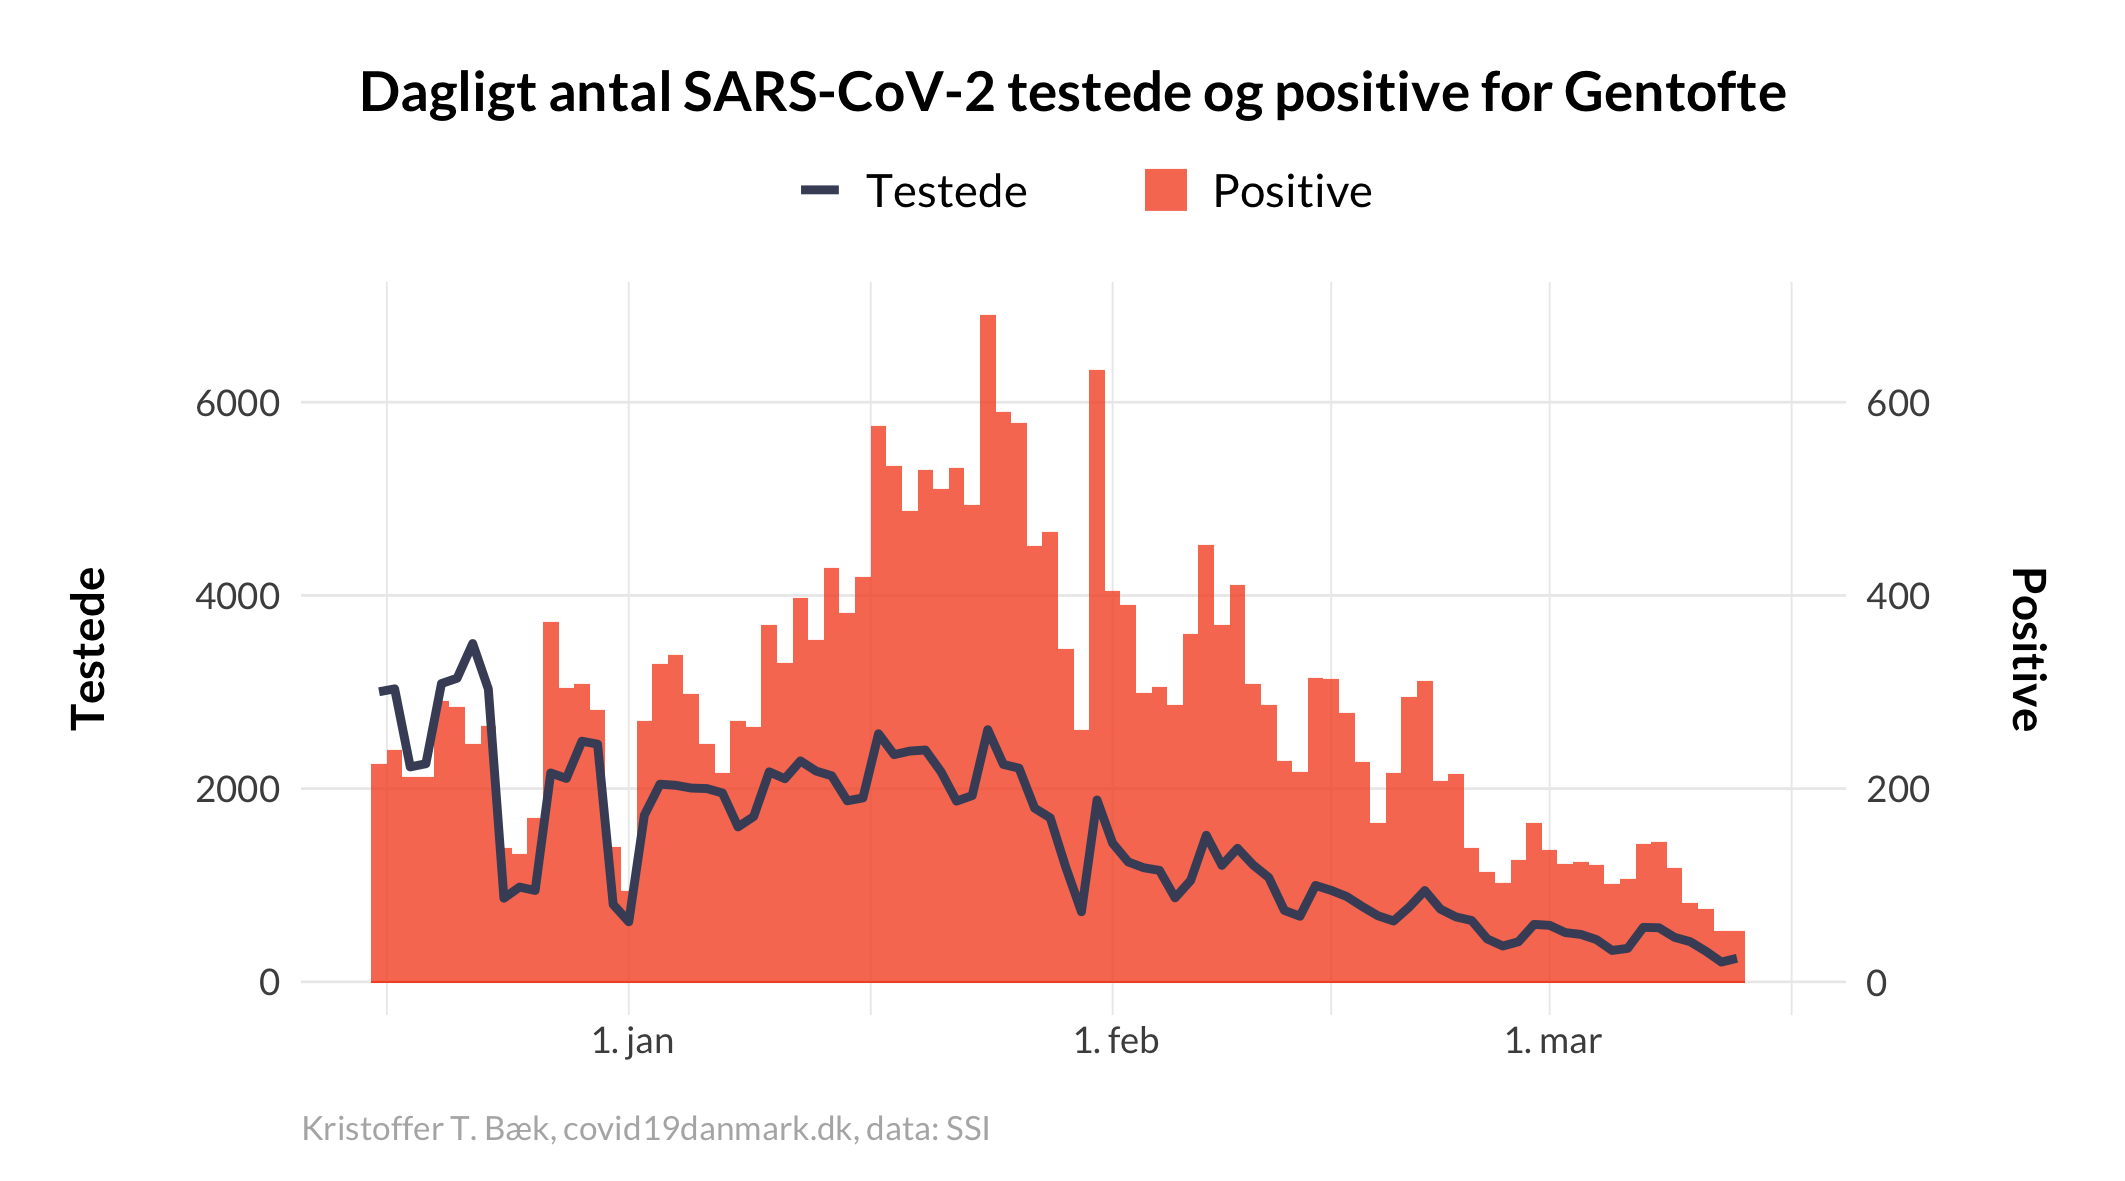 Dagligt antal SARS-CoV-2 testede og positive for Gentofte
Testede
Positive
6000
4000
2000
0
600
400
200
0
Testede
Positive
1. jan
1. feb
1. mar
Kristoffer T. Bæk, covid19danmark.dk, data: SSI